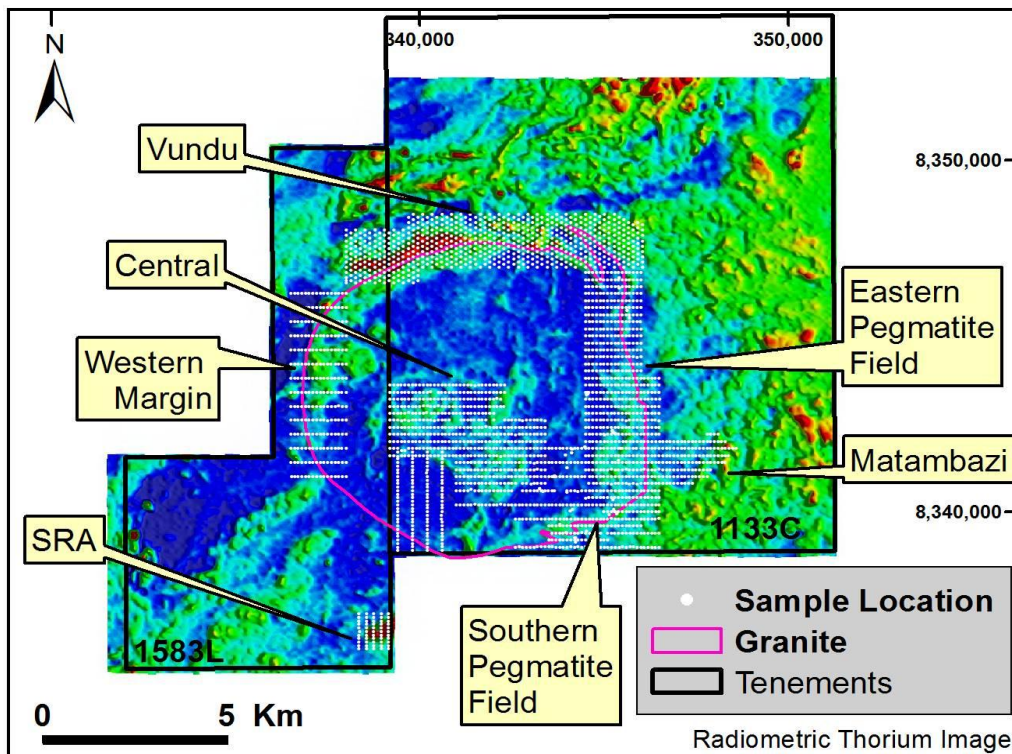 N
340,000
350,000
8,350,000
8,340,000
Vundu
Central
Western
Margin
SRA
Eastern
Pegmatite
Field
Matambazi
Southern
Pegmatite
Field
1133C
1583L
Sample Location
Granite
Tenements
0 5 Km
Radiometric Thorium Image